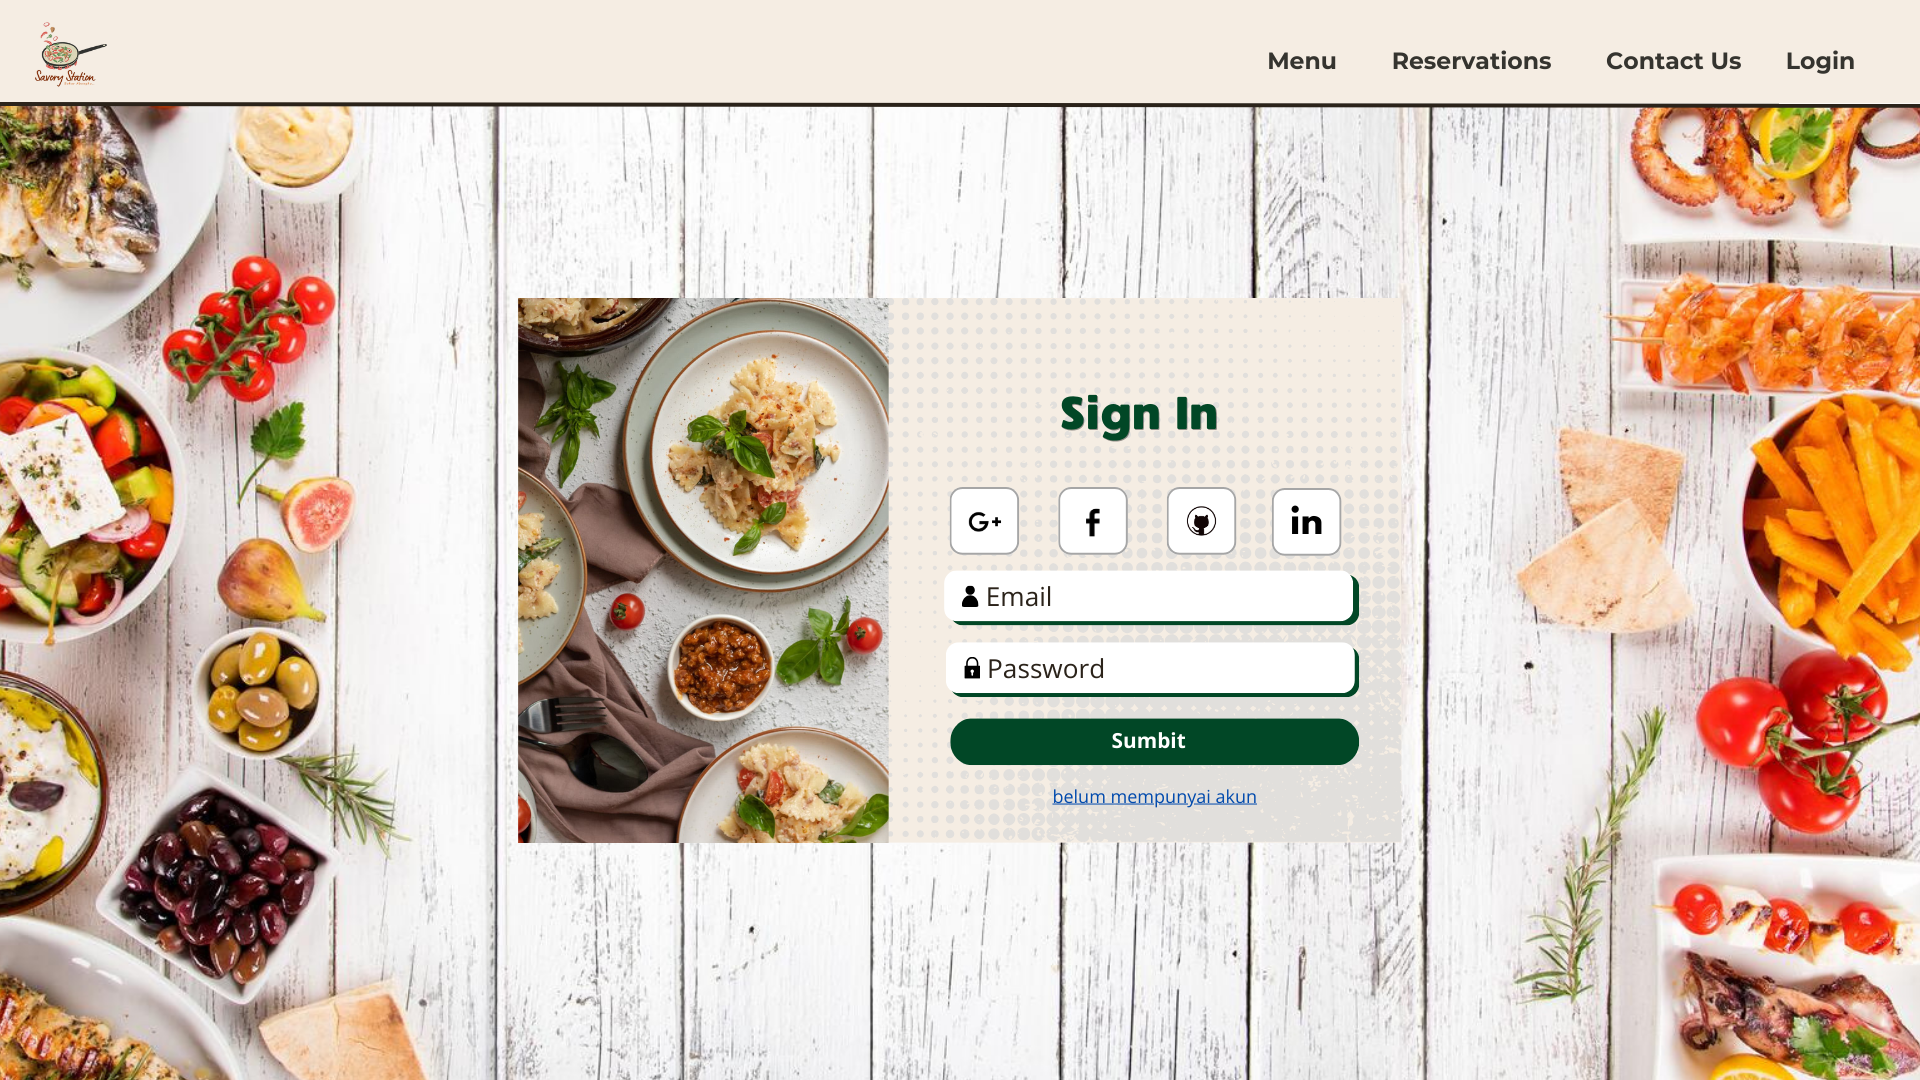 Savory Station
Menu Reservations Contact Us Login
Sign In
G+ f in
Email
Password
Sumbit
belum mempunyai akun